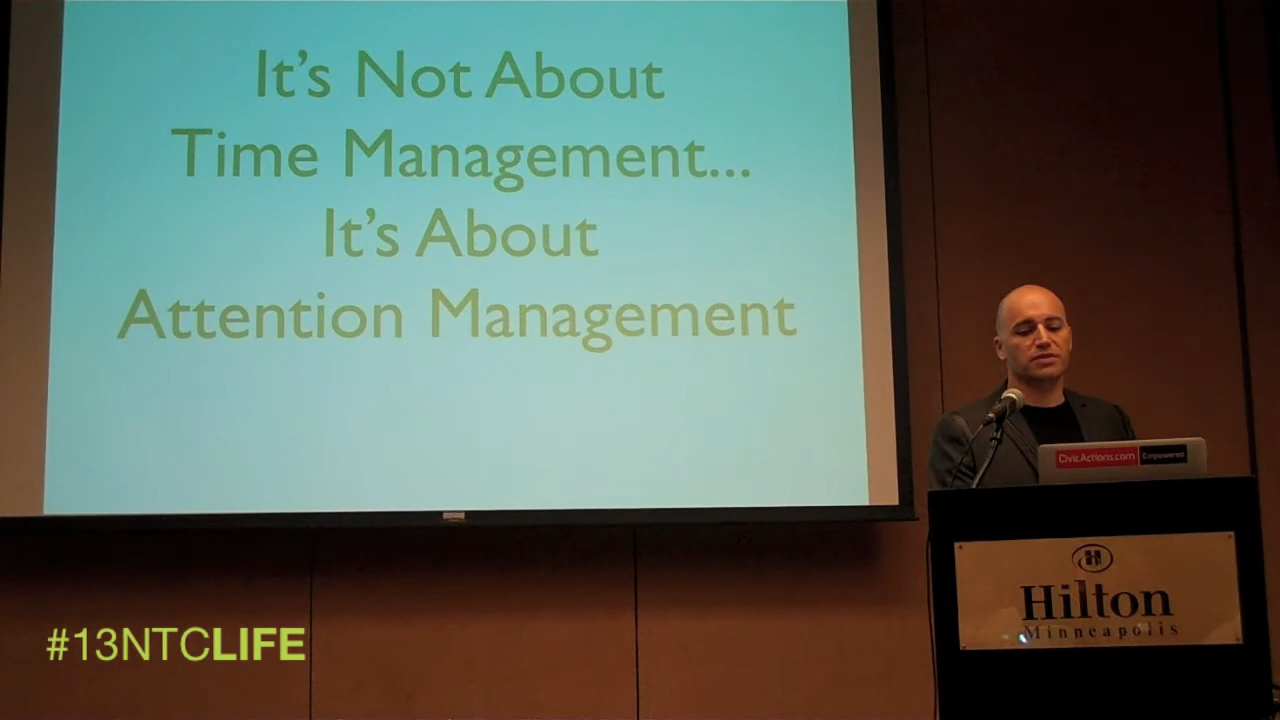 It's Not About
Time Management...
It's About
Attention Management
CivicActions.com Empowered
H
Hilton
Minneapolis
#13NTCLIFE